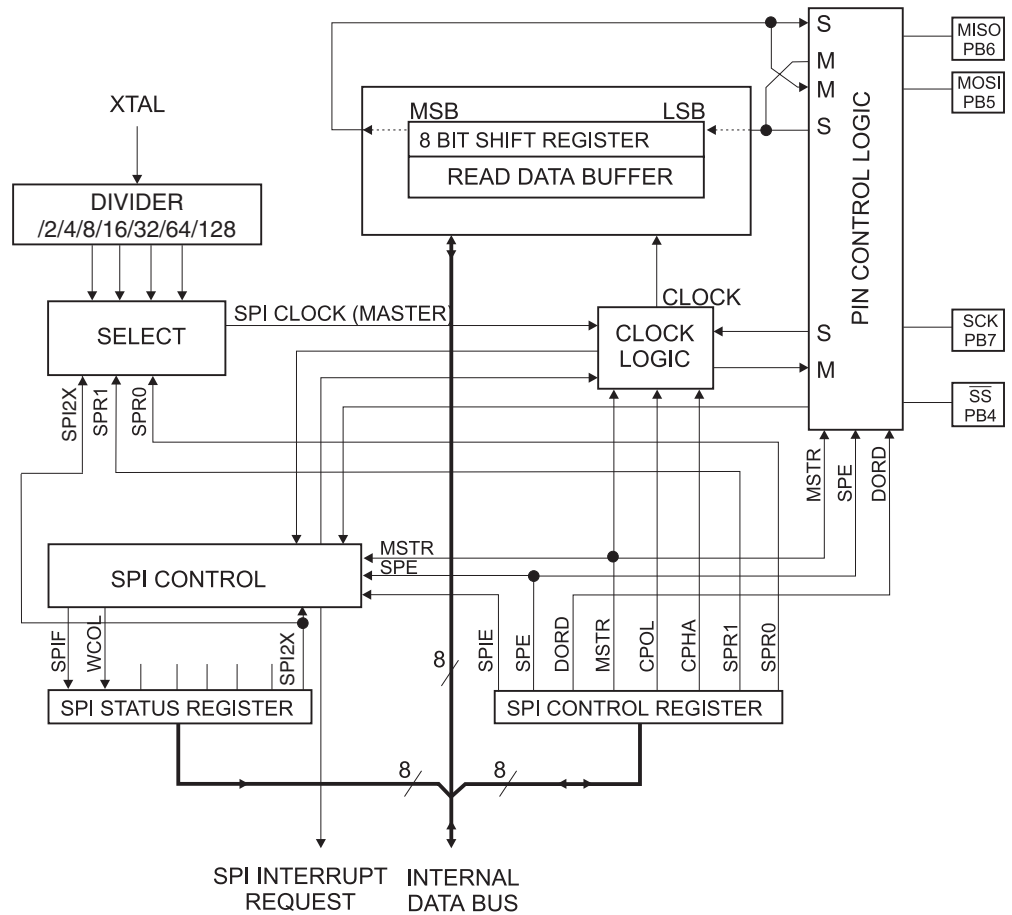 S
MISO
PB6
M
MOSI
PB5
M
XTAL
MSB
LSB
S
8 BIT SHIFT REGISTER
READ DATA BUFFER
PIN CONTROL LOGIC
DIVIDER
/2/4/8/16/32/64/128
SPI CLOCK (MASTER)
CLOCK
SELECT
CLOCK
LOGIC
S
M
SCK
PB7
SS
PB4
SPI2X
SPR1
SPR0
MSTR
SPE
DORD
MSTR
SPE
SPI CONTROL
SPIF
WCOL
SPI2X
8
SPIE
SPE
DORD
MSTR
CPOL
CPHA
SPR1
SPR0
SPI STATUS REGISTER
SPI CONTROL REGISTER
8
8
SPI INTERRUPT
REQUEST
INTERNAL
DATA BUS